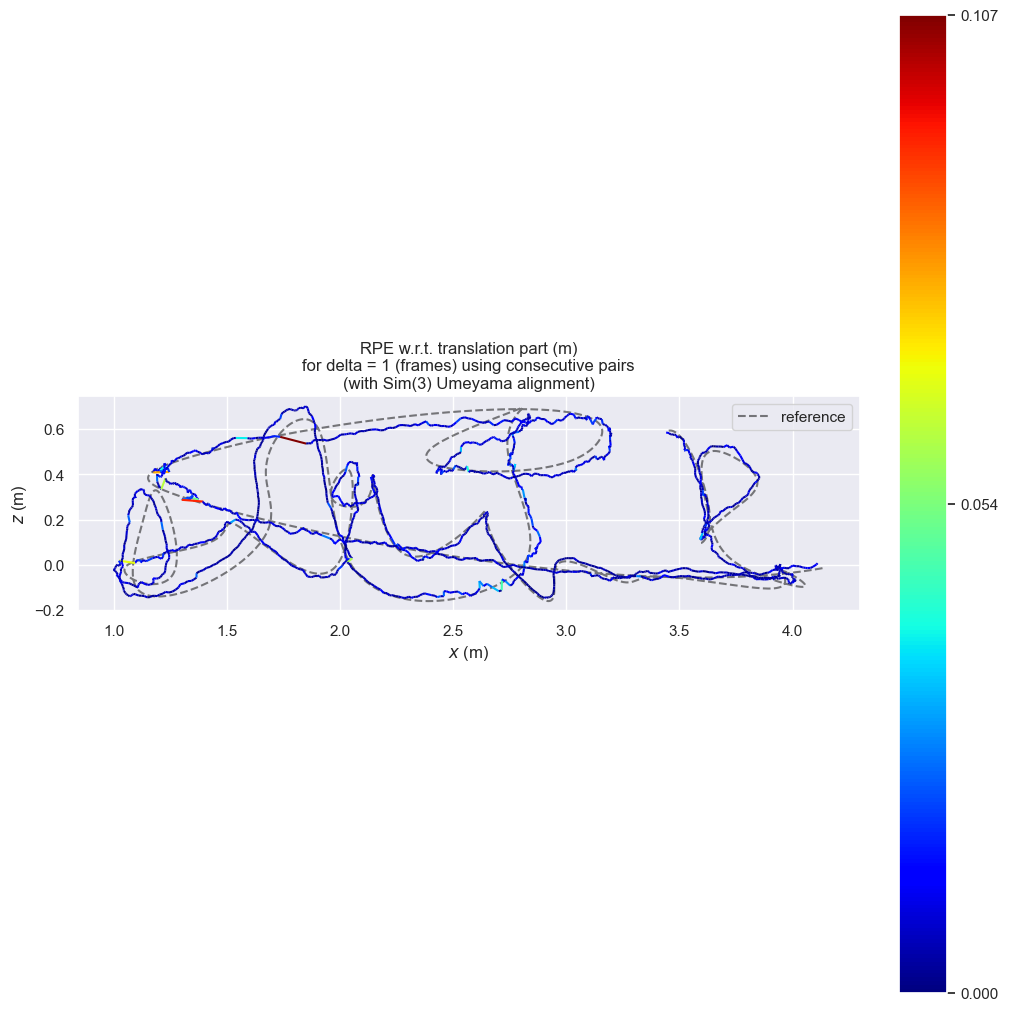 0.107
RPE w.r.t. translation part (m)
for delta = 1 (frames) using consecutive pairs
(with Sim(3) Umeyama alignment)
reference
0.6
0.4
0.2
0.0
−0.2
z (m)
1.0 1.5 2.0 2.5 3.0 3.5 4.0
x (m)
0.054
0.000